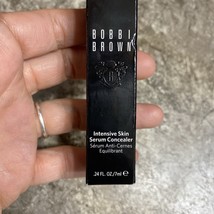 BOBBI
BROWN
Intensive Skin
Serum Concealer
Sérum Anti-Cernes
Équilibrant
.24 FL. OZ./7ml ℮